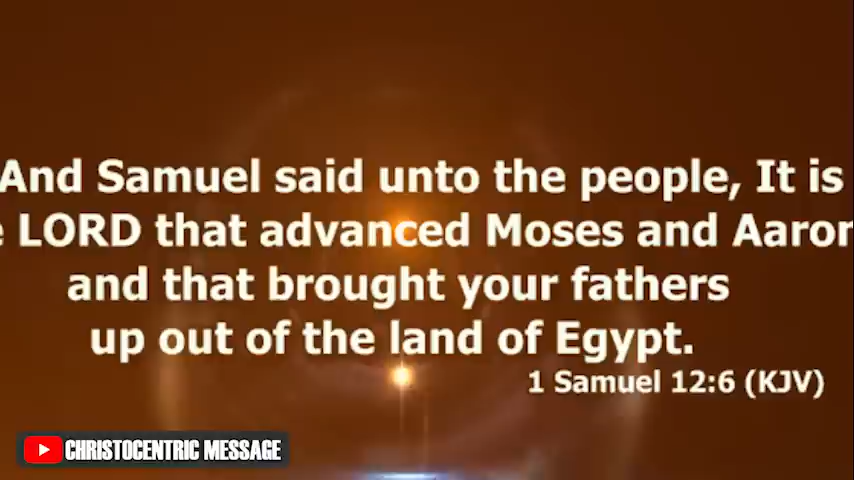 And Samuel said unto the people, It is
LORD that advanced Moses and Aaron
and that brought your fathers
up out of the land of Egypt.
1 Samuel 12:6 (KJV)
CHRISTOCENTRIC MESSAGE